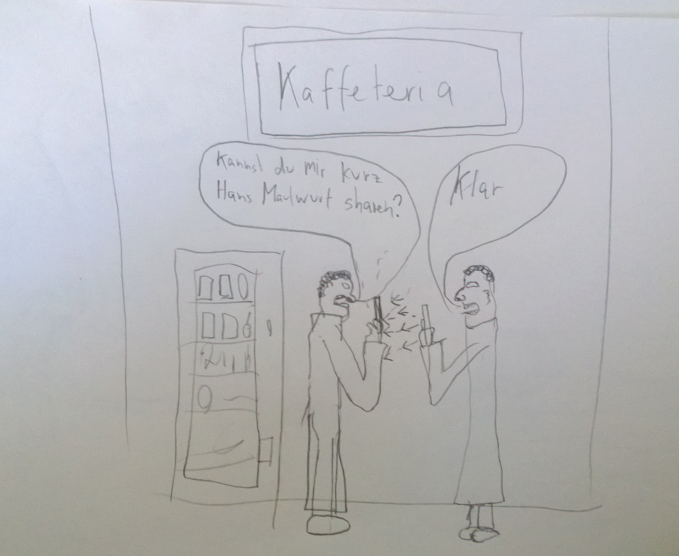 Kaffeteria
Kannst du mir kurz
Hans Maulwurf sharen?
Klar